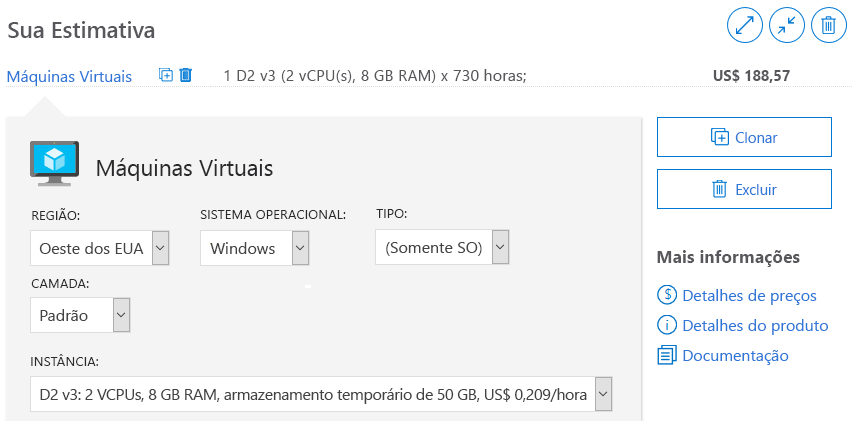 Sua Estimativa
Máquinas Virtuais 1 D2 v3 (2 vCPU(s), 8 GB RAM) x 730 horas; US$ 188,57
Máquinas Virtuais
REGIÃO: SISTEMA OPERACIONAL: TIPO:
Oeste dos EUA Windows (Somente SO)
CAMADA:
Padrão
INSTÂNCIA:
D2 v3: 2 VCPUs, 8 GB RAM, armazenamento temporário de 50 GB, US$ 0,209/hora
Clonar
Excluir
Mais informações
Detalhes de preços
Detalhes do produto
Documentação